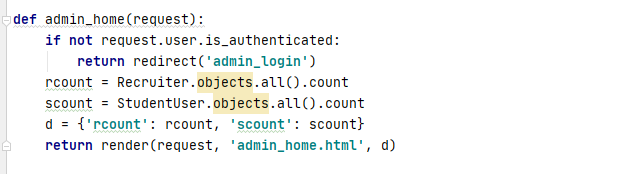 def admin_home(request):
    if not request.user.is_authenticated:
        return redirect('admin_login')
    rcount = Recruiter.objects.all().count
    scount = StudentUser.objects.all().count
    d = {'rcount': rcount, 'scount': scount}
    return render(request, 'admin_home.html', d)